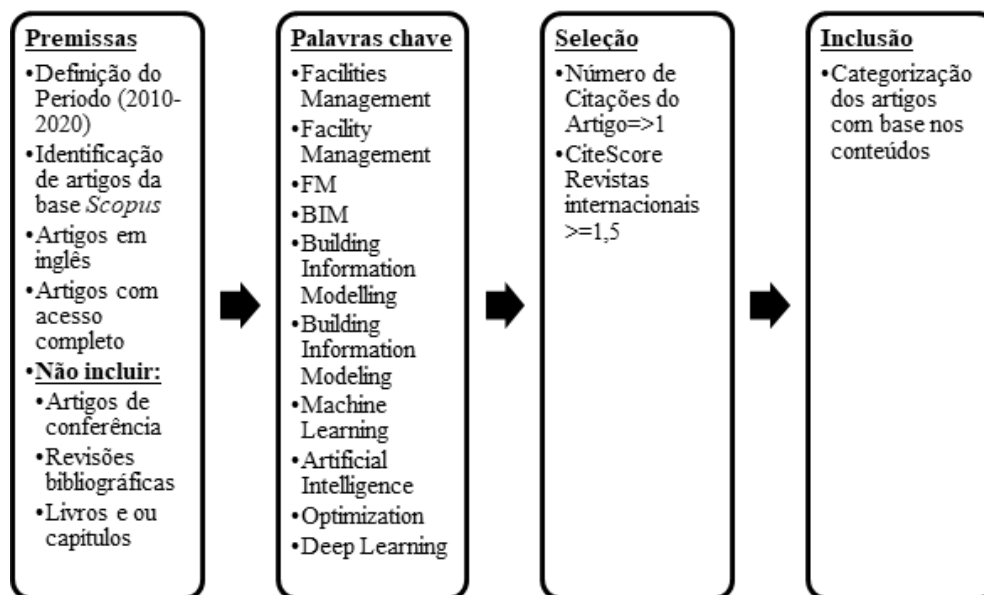 Premissas
•Definição do
Periodo (2010-
2020)
•Identificação
de artigos da
base Scopus
•Artigos em
inglês
•Artigos com
acesso
completo
•Não incluir:
•Artigos de
conferência
•Revisões
bibliográficas
•Livros e ou
capítulos
Palavras chave
•Facilities
Management
•Facility
Management
•FM
•BIM
•Building
Information
Modelling
•Building
Information
Modeling
•Machine
Learning
•Artificial
Intelligence
•Optimization
•Deep Learning
Seleção
•Número de
Citações do
Artigo=>1
•CiteScore
Revistas
internacionais
>=1,5
Inclusão
•Categorização
dos artigos
com base nos
conteúdos